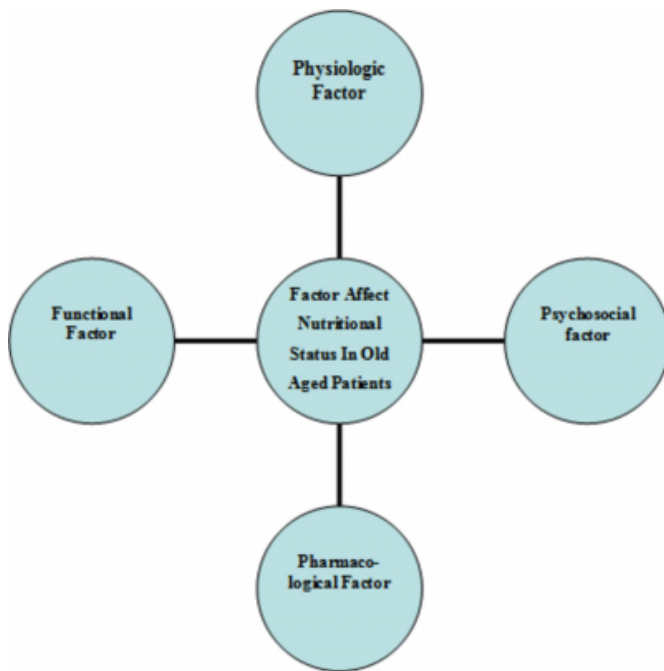 Physiologic
Factor
Functional
Factor
Factor Affect
Nutritional
Status In Old
Aged Patients
Psychosocial
factor
Pharmaco-
logical Factor